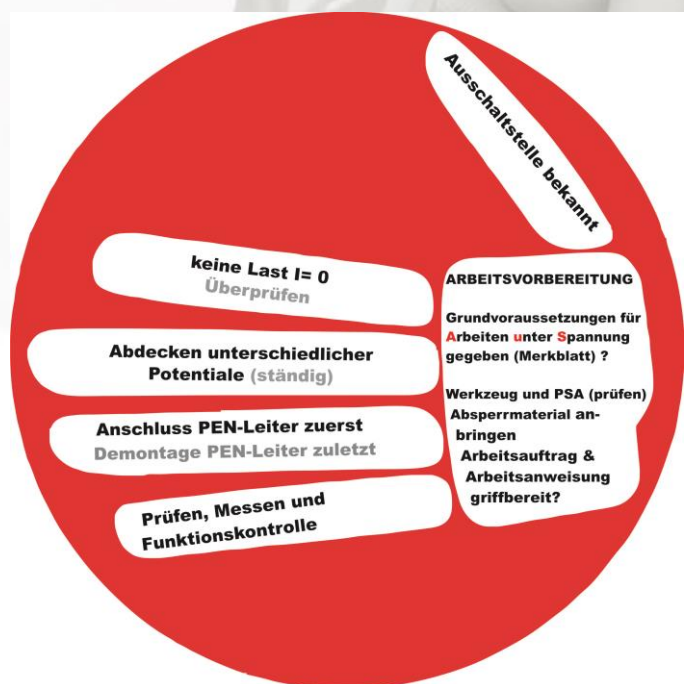 Ausschaltstelle bekannt
keine Last I= 0
Überprüfen
Abdecken unterschiedlicher
Potentiale (ständig)
Anschluss PEN-Leiter zuerst
Demontage PEN-Leiter zuletzt
Prüfen, Messen und
Funktionskontrolle
ARBEITSVORBEREITUNG
Grundvoraussetzungen für
Arbeiten unter Spannung
gegeben (Merkblatt) ?
Werkzeug und PSA (prüfen)
Absperrmaterial an-
bringen
Arbeitsauftrag &
Arbeitsanweisung
griffbereit?